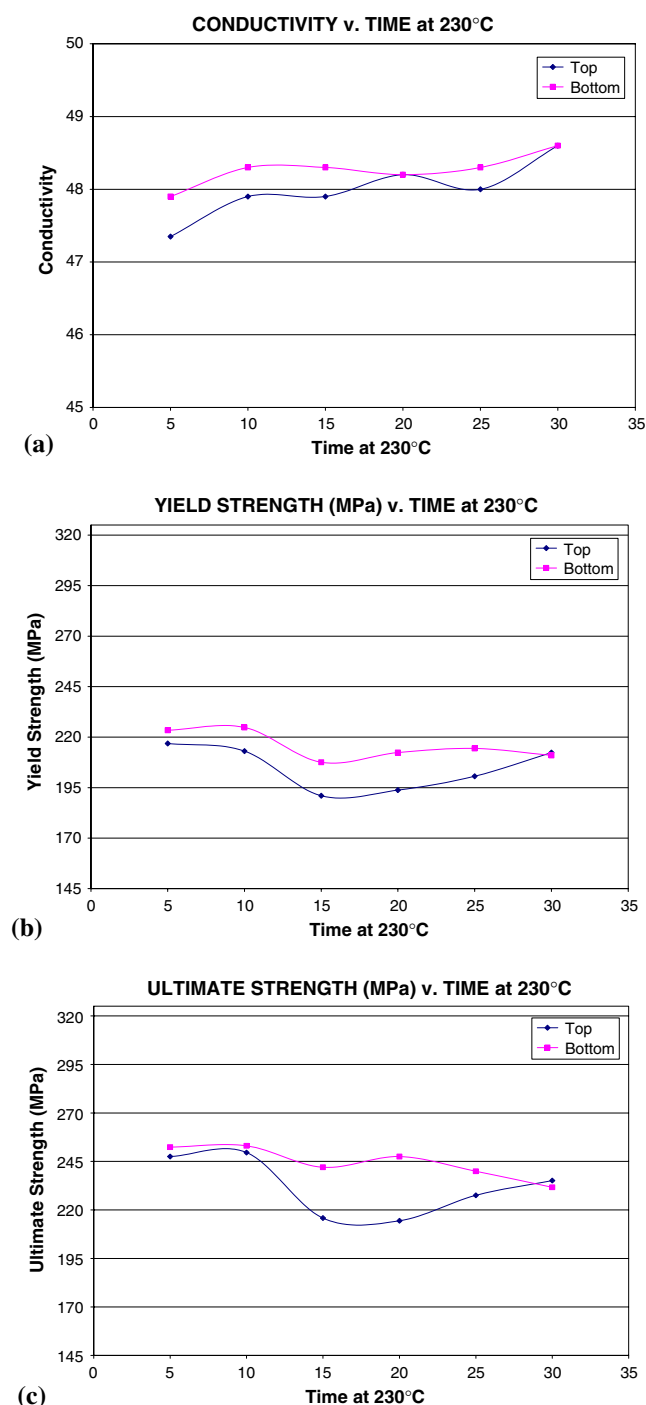 CONDUCTIVITY v. TIME at 230°C
50
49
48
47
46
45
Conductivity
Top
Bottom
0
5
10
15
20
25
30
35
(a)
Time at 230°C
YIELD STRENGTH (MPa) v. TIME at 230°C
320
295
270
245
220
195
170
145
Yield Strength (MPa)
Top
Bottom
0
5
10
15
20
25
30
35
(b)
Time at 230°C
ULTIMATE STRENGTH (MPa) v. TIME at 230°C
320
295
270
245
220
195
170
145
Ultimate Strength (MPa)
Top
Bottom
0
5
10
15
20
25
30
35
(c)
Time at 230°C